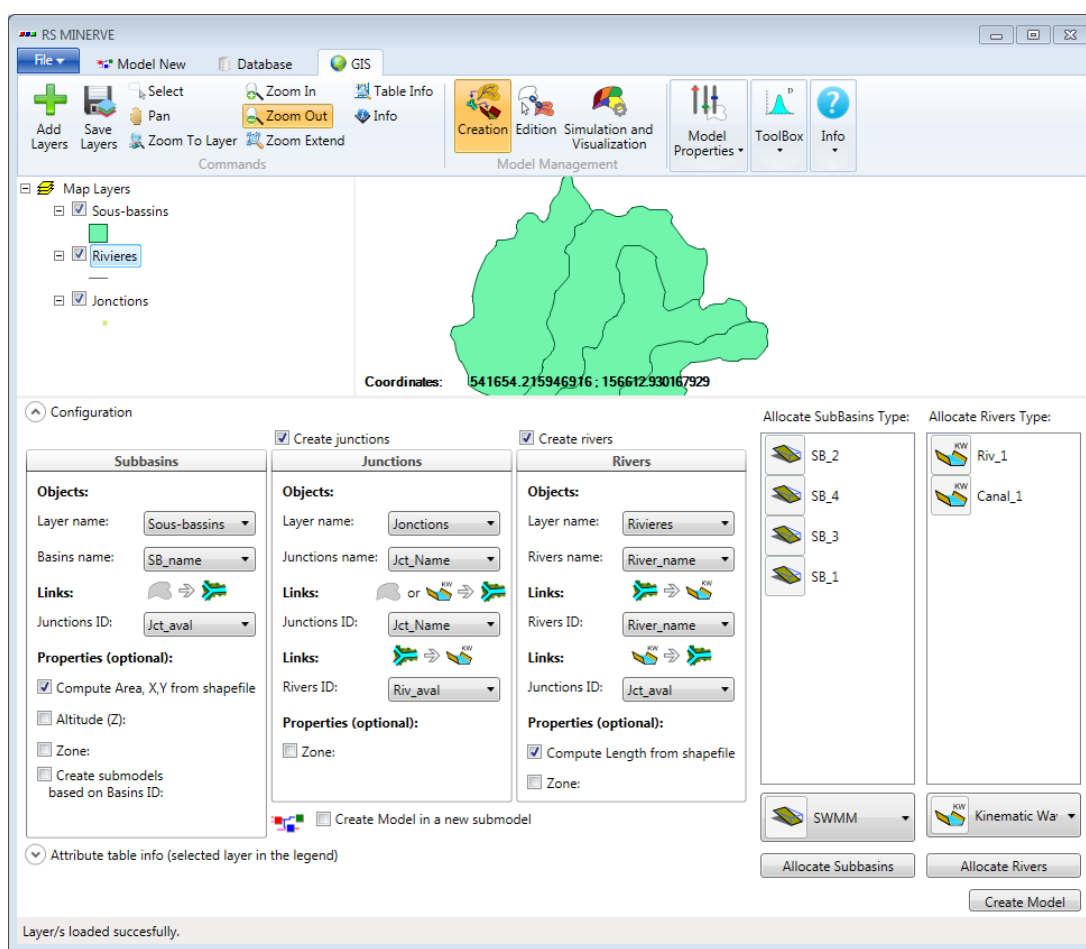 RS MINERVE
File Model New Database GIS
Select Zoom In Table Info
Pan Zoom Out Info
Zoom To Layer Zoom Extend
Add Layers Save Layers
Creation Edition Simulation and Visualization
Model Properties ToolBox Info
Commands Model Management
Map Layers
Sous-bassins
Rivieres
Jonctions
Coordinates: 541654.215946916 ; 156612.930167929
Configuration
Create junctions Create rivers
Subbasins
Objects:
Layer name: Sous-bassins
Basins name: SB_name
Links:
Junctions ID: Jct_aval
Properties (optional):
Compute Area, X,Y from shapefile
Altitude (Z):
Zone:
Create submodels
based on Basins ID:
Junctions
Objects:
Layer name: Jonctions
Junctions name: Jct_Name
Links: or KW
Junctions ID: Jct_Name
Links: KW
Rivers ID: Riv_aval
Properties (optional):
Zone:
Rivers
Objects:
Layer name: Rivieres
Rivers name: River_name
Links: KW
Rivers ID: River_name
Links: KW
Junctions ID: Jct_aval
Properties (optional):
Compute Length from shapefile
Zone:
Create Model in a new submodel
Attribute table info (selected layer in the legend)
Allocate SubBasins Type:
SB_2
SB_4
SB_3
SB_1
SWMM
Allocate Subbasins
Allocate Rivers Type:
KW Riv_1
KW Canal_1
KW Kinematic Wa
Allocate Rivers
Create Model
Layer/s loaded succesfully.